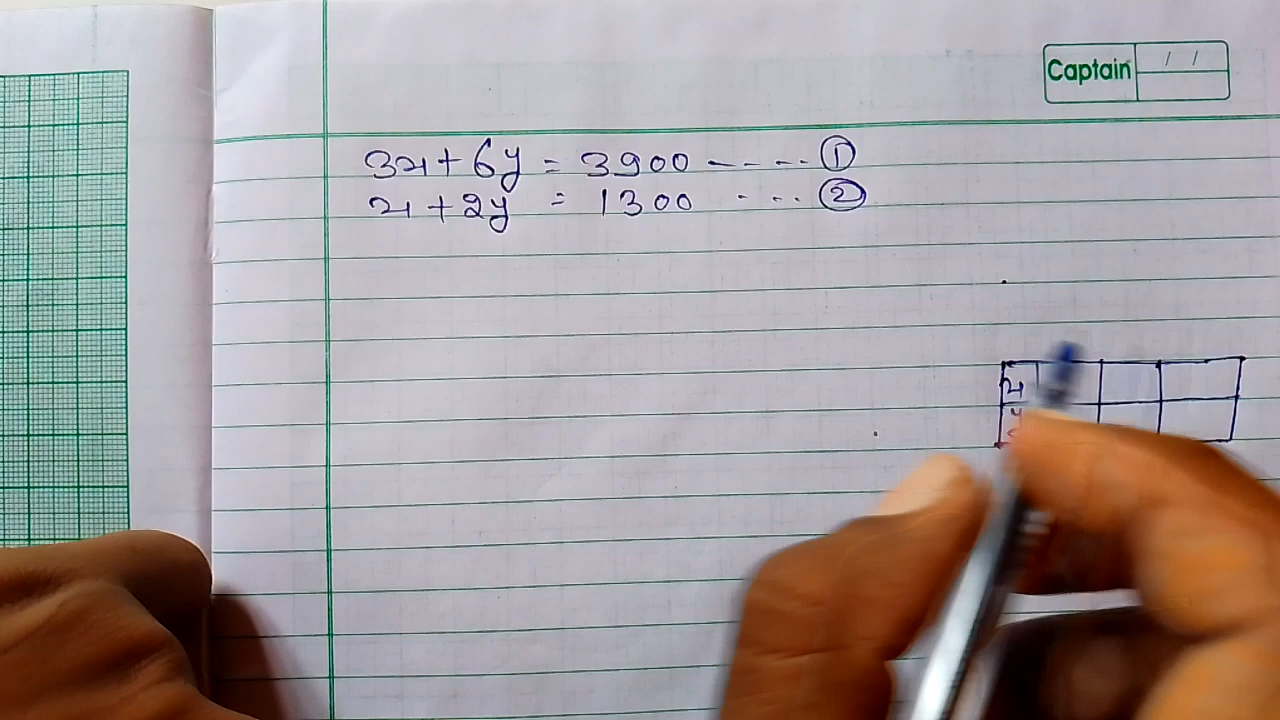 Captain / /
3x + 6y = 3900 ---- ①
x + 2y = 1300 --- ②
x
y